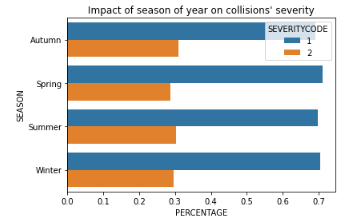 Impact of season of year on collisions' severity
SEVERITYCODE
1
2
Autumn
Spring
Summer
Winter
SEASON
0.0 0.1 0.2 0.3 0.4 0.5 0.6 0.7
PERCENTAGE